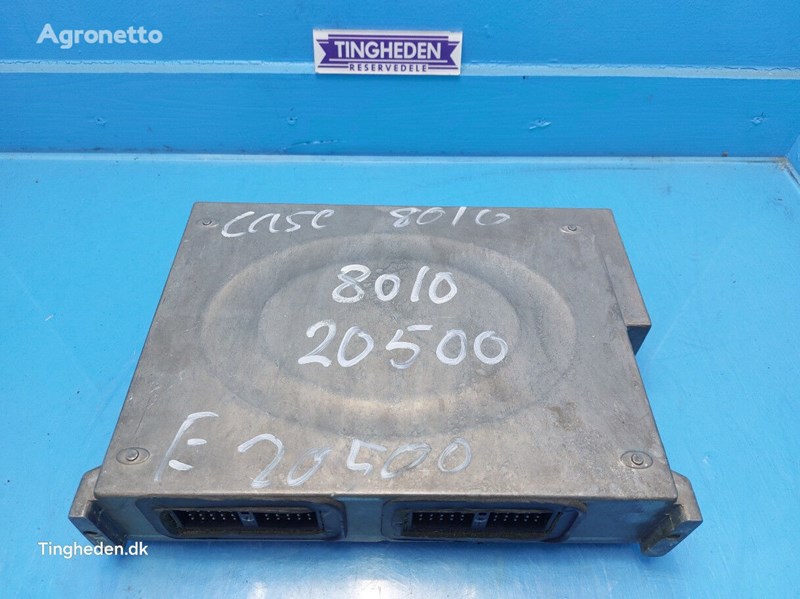 Agronetto
TINGHEDEN
RESERVEDELE
CASE 8010
8010
20500
E 20500
Tingheden.dk